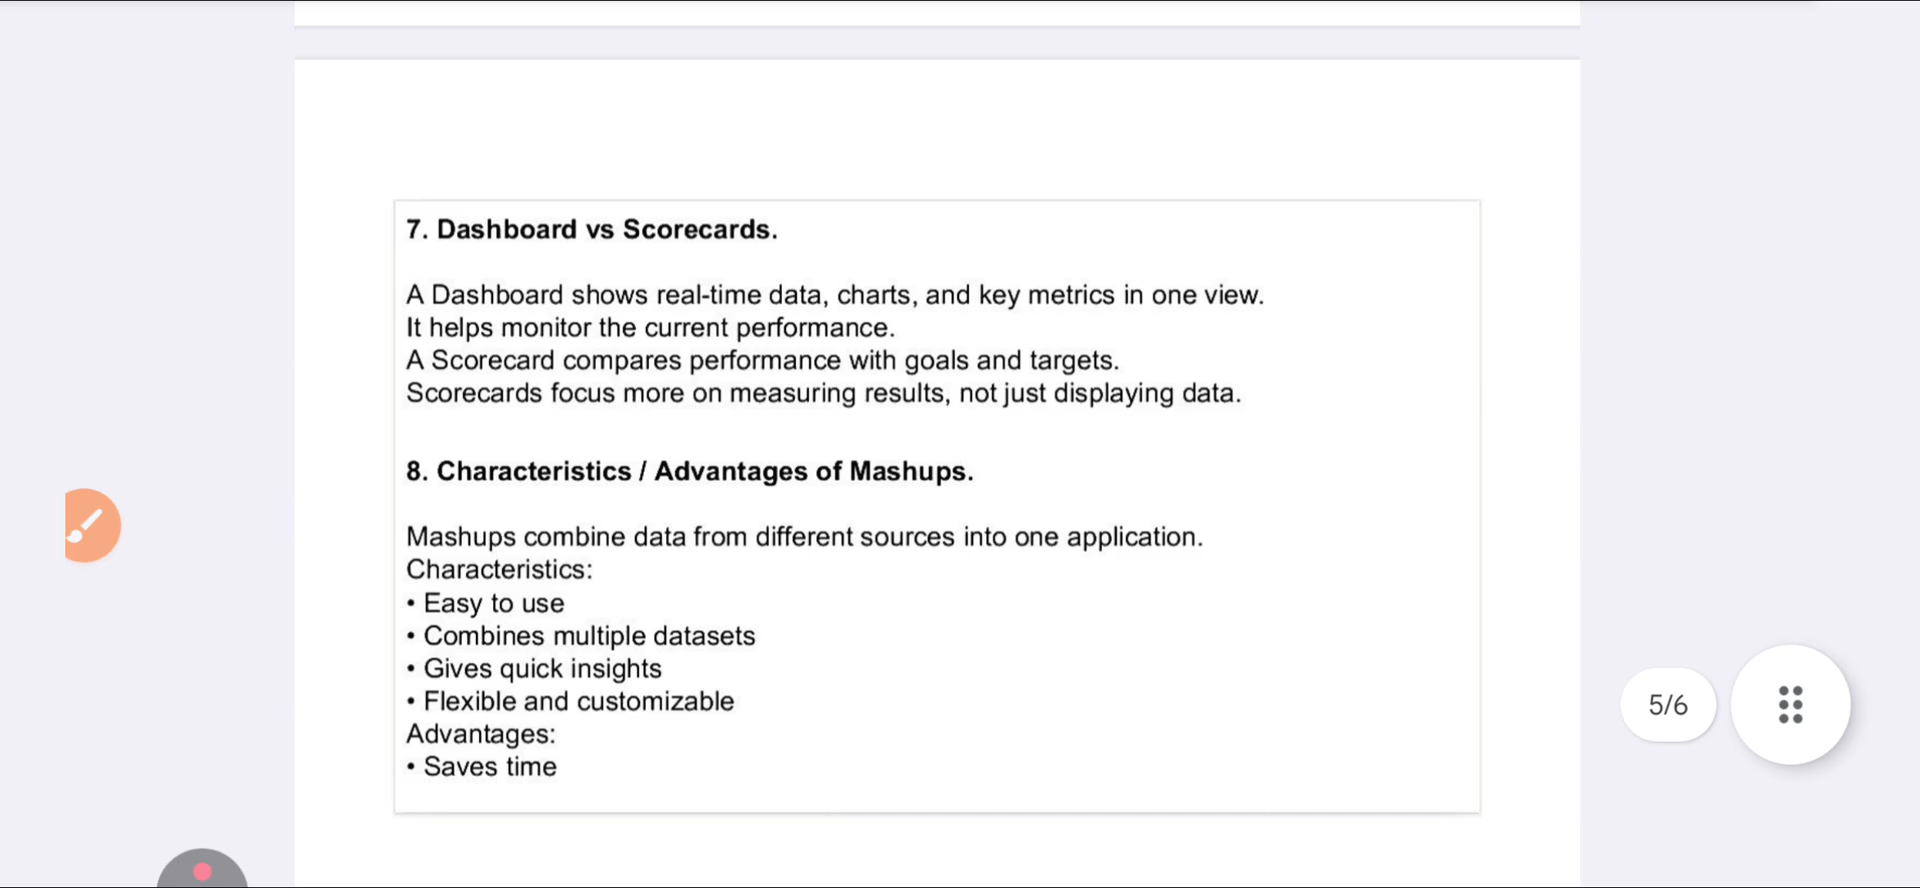 7. Dashboard vs Scorecards.
A Dashboard shows real-time data, charts, and key metrics in one view.
It helps monitor the current performance.
A Scorecard compares performance with goals and targets.
Scorecards focus more on measuring results, not just displaying data.
8. Characteristics / Advantages of Mashups.
Mashups combine data from different sources into one application.
Characteristics:
• Easy to use
• Combines multiple datasets
• Gives quick insights
• Flexible and customizable
Advantages:
• Saves time
5/6